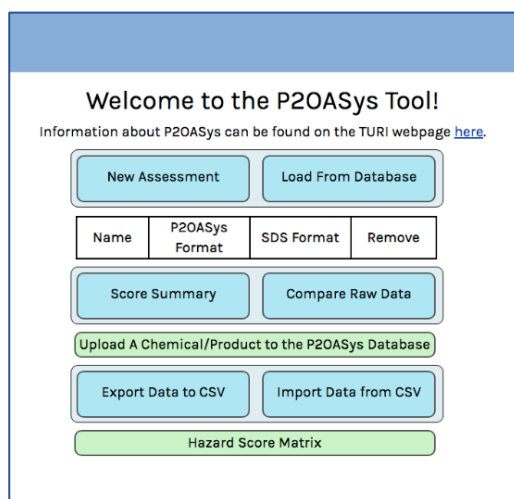 Welcome to the P2OASys Tool!
Information about P2OASys can be found on the TURI webpage here.
New Assessment
Load From Database
Name
P2OASys
Format
SDS Format
Remove
Score Summary
Compare Raw Data
Upload A Chemical/Product to the P2OASys Database
Export Data to CSV
Import Data from CSV
Hazard Score Matrix